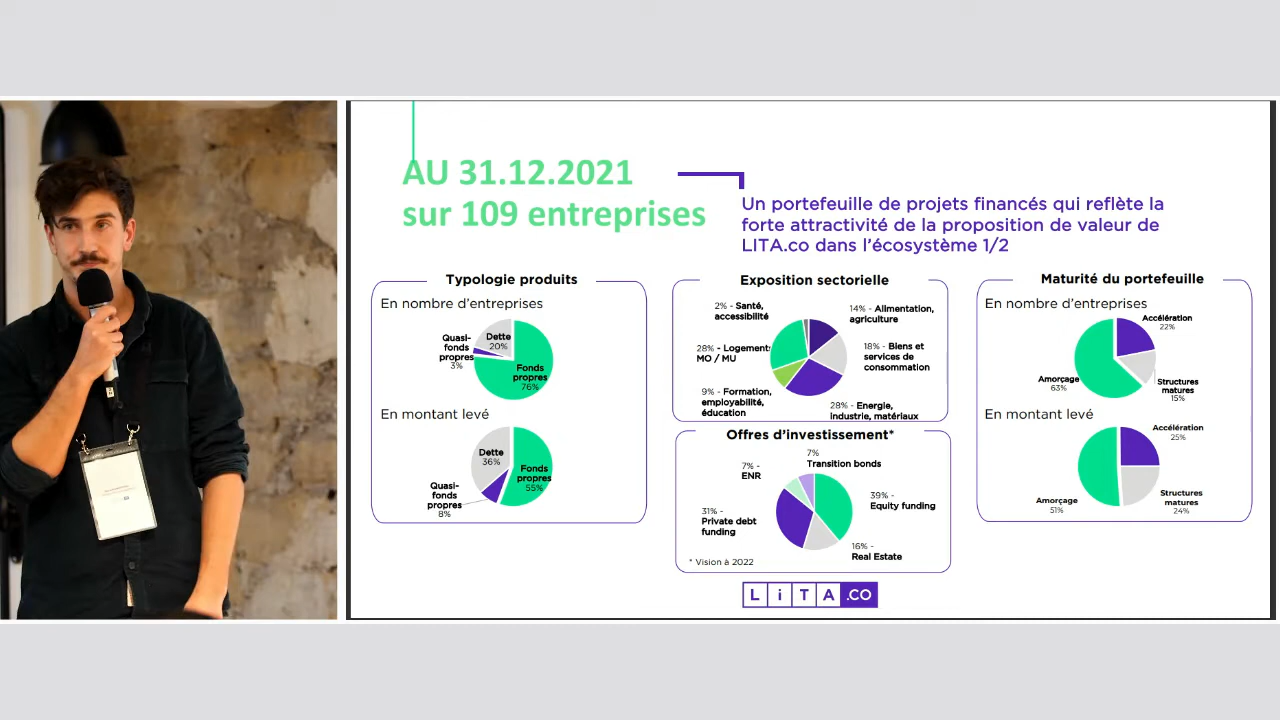 AU 31.12.2021
sur 109 entreprises
Un portefeuille de projets financés qui reflète la
forte attractivité de la proposition de valeur de
LITA.co dans l'écosystème 1/2
Typologie produits
En nombre d'entreprises
Quasi-
fonds
propres
3%
Dette
20%
Fonds
propres
76%
En montant levé
Dette
36%
Fonds
propres
55%
Quasi-
fonds
propres
8%
Exposition sectorielle
2% - Santé,
accessibilité
14% - Alimentation,
agriculture
28% - Logement
MO / MU
18% - Biens et
services de
consommation
9% - Formation,
employabilité,
éducation
28% - Energie,
industrie, matériaux
Offres d'investissement*
7%
Transition bonds
7% -
ENR
39% -
Equity funding
31% -
Private debt
funding
16% -
Real Estate
* Vision à 2022
Maturité du portefeuille
En nombre d'entreprises
Accélération
22%
Amorçage
63%
Structures
matures
15%
En montant levé
Accélération
25%
Amorçage
51%
Structures
matures
24%
LiTA.CO